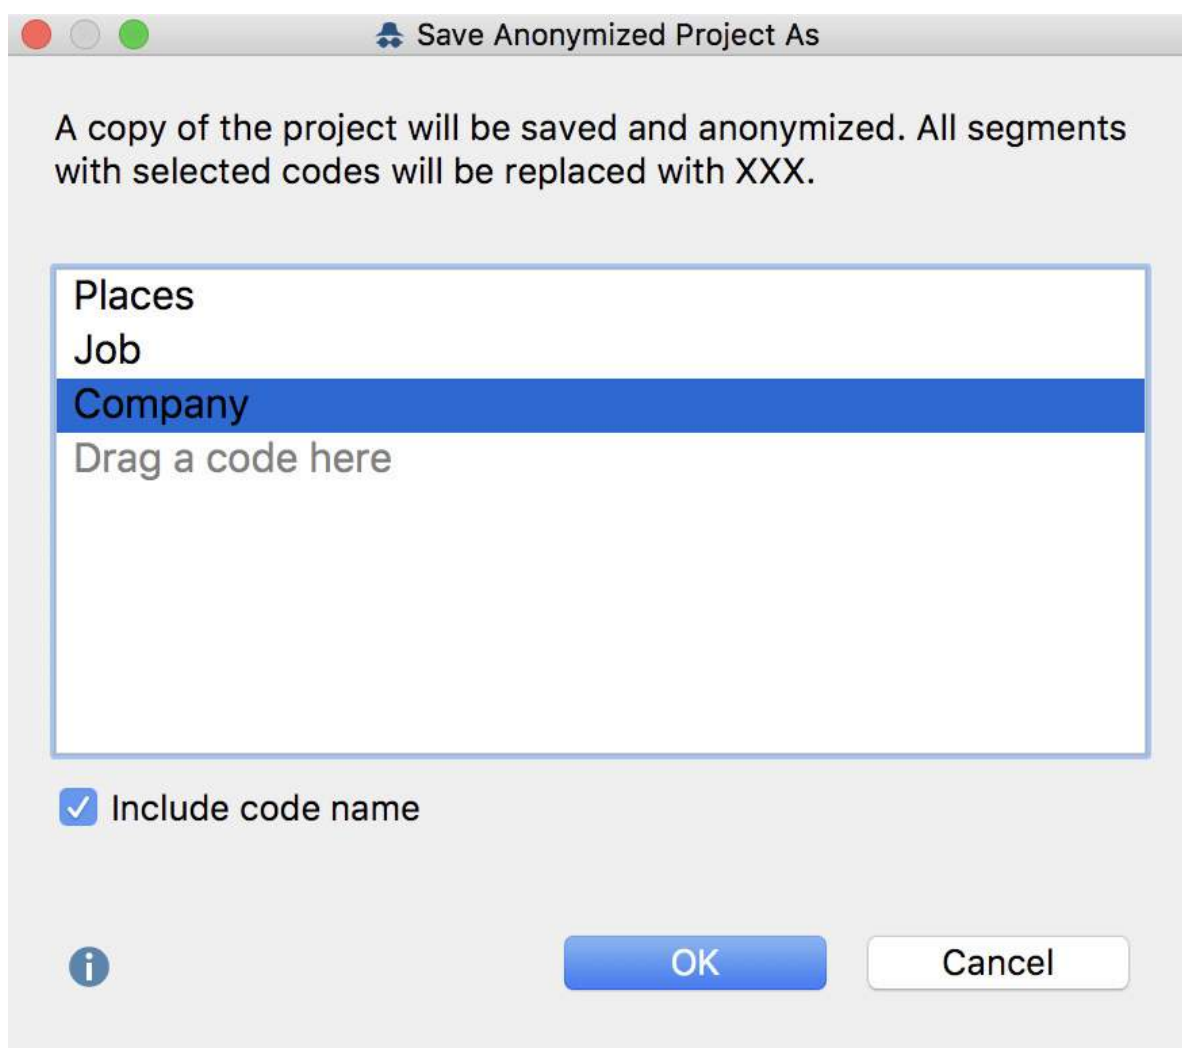 Save Anonymized Project As
A copy of the project will be saved and anonymized. All segments
with selected codes will be replaced with XXX.
Places
Job
Company
Drag a code here
Include code name
OK
Cancel